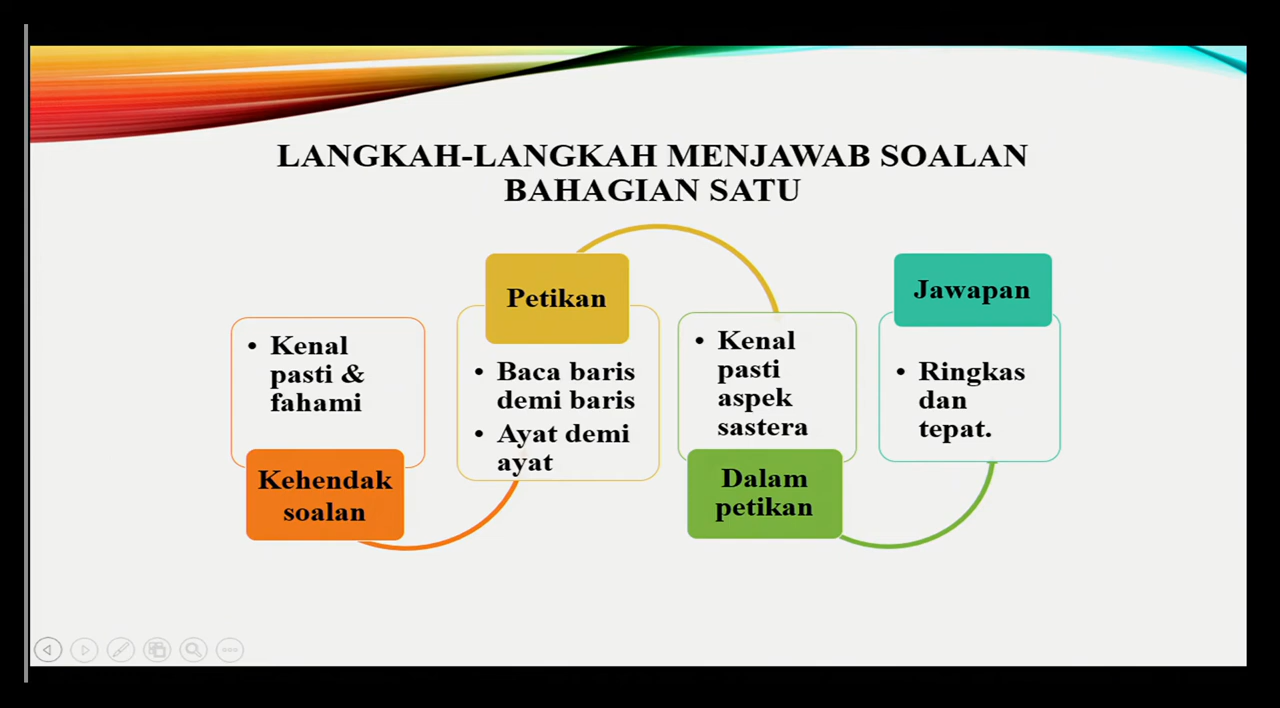 LANGKAH-LANGKAH MENJAWAB SOALAN
BAHAGIAN SATU
• Kenal
pasti &
fahami
Kehendak
soalan
Petikan
• Baca baris
demi baris
• Ayat demi
ayat
• Kenal
pasti
aspek
sastera
Dalam
petikan
Jawapan
• Ringkas
dan
tepat.